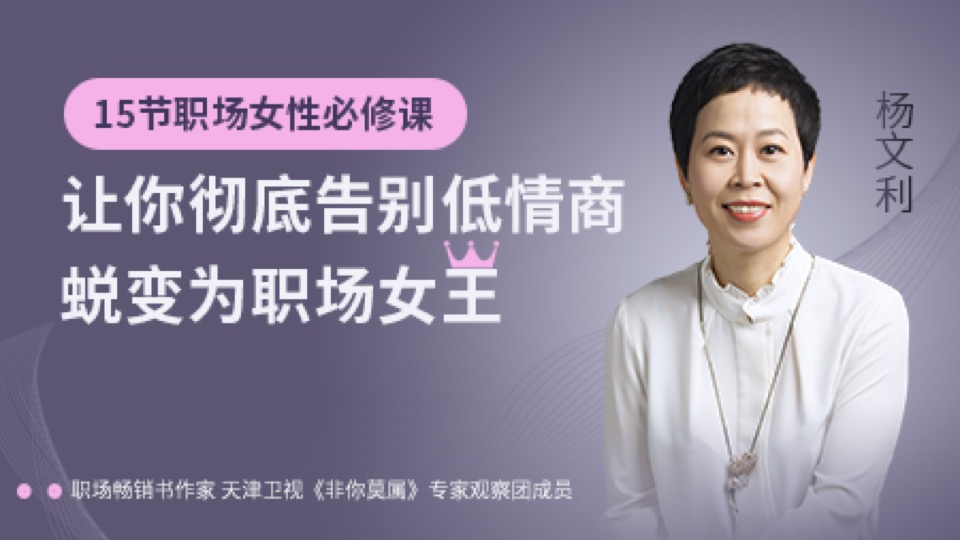 15节职场女性必修课
让你彻底告别低情商
蜕变为职场女王
杨文利
职场畅销书作家 天津卫视《非你莫属》专家观察团成员